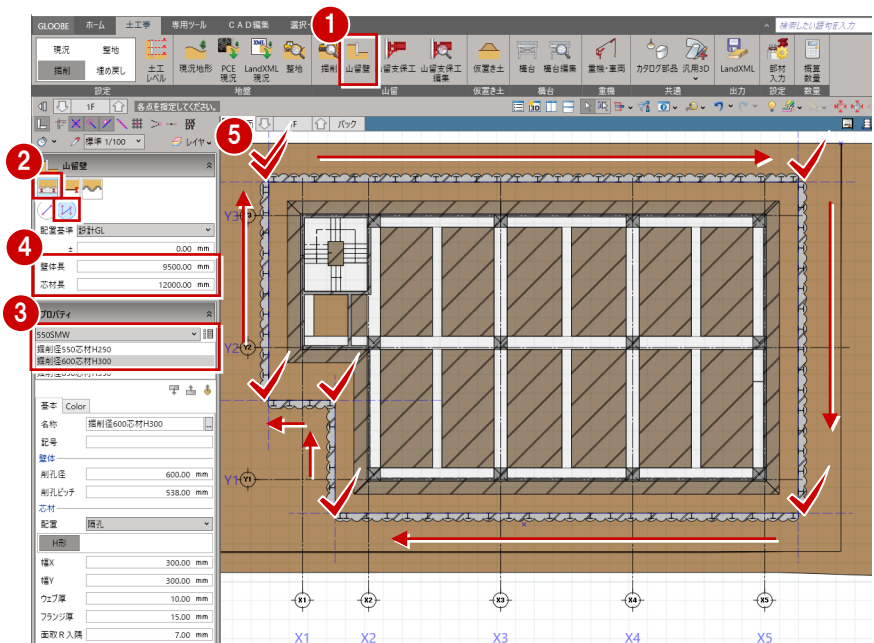 GLOOBE ホーム 土工事 専用ツール ＣＡＤ編集 選択
検索したい語句を入力
現況 整地
掘削 埋め戻し
土工
レベル
現況地形
PCE
現況
LandXML
現況
整地
掘削
山留壁
山留支保工
山留支保工
編集
仮置き土
構台
構台編集
重機・車両
カタログ部品
汎用3D
LandXML
部材
入力
概算
数量
設定 地盤 山留 仮置き土 構台 重機 共通 出力 設定 数量
1F 各点を指定してください。
標準 1/100 レイヤ
F バック
1
2
3
4
5
山留壁
配置基準 設計GL
± 0.00 mm
壁体長 9500.00 mm
芯材長 12000.00 mm
プロパティ
550SMW
掘削径550芯材H250
掘削径600芯材H300
基本 Color
名称 掘削径600芯材H300 ...
記号
壁体
削孔径 600.00 mm
削孔ピッチ 538.00 mm
芯材
配置 隔孔
H形
幅X 300.00 mm
幅Y 300.00 mm
ウェブ厚 10.00 mm
フランジ厚 15.00 mm
面取Ｒ入隅 7.00 mm
Y3
Y2 Y2
Y1 Y1
X1 X2 X3 X4 X5
X1 X2 X3 X4 X5